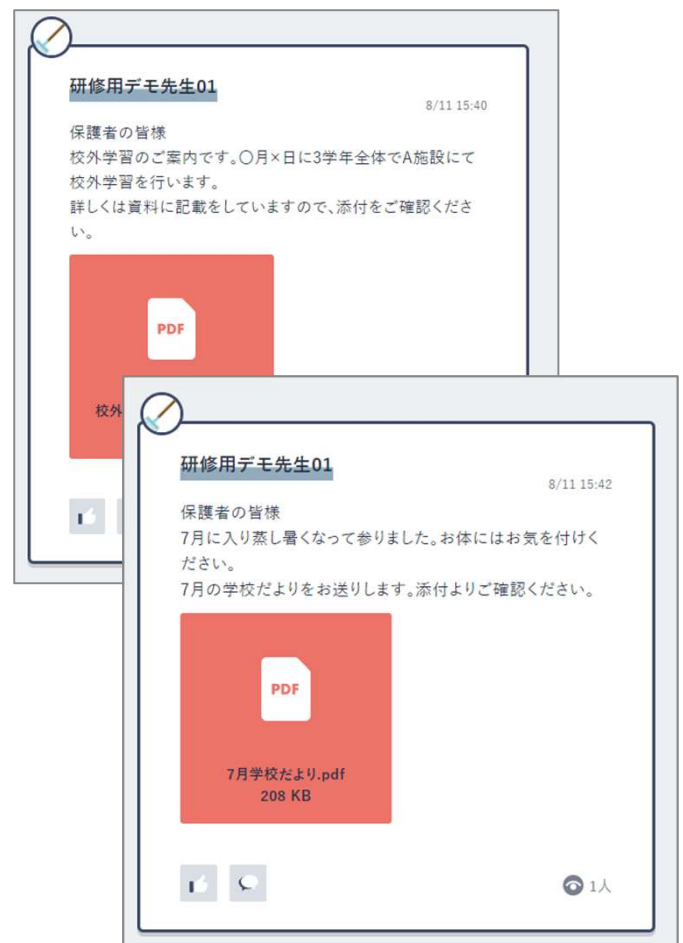 研修用デモ先生01
8/11 15:40
保護者の皆様
校外学習のご案内です。〇月×日に3学年全体でA施設にて
校外学習を行います。
詳しくは資料に記載をしていますので、添付をご確認くださ
い。
PDF
校外
研修用デモ先生01
8/11 15:42
保護者の皆様
7月に入り蒸し暑くなって参りました。お体にはお気を付けく
ださい。
7月の学校だよりをお送りします。添付よりご確認ください。
PDF
7月学校だより.pdf
208 KB
1人